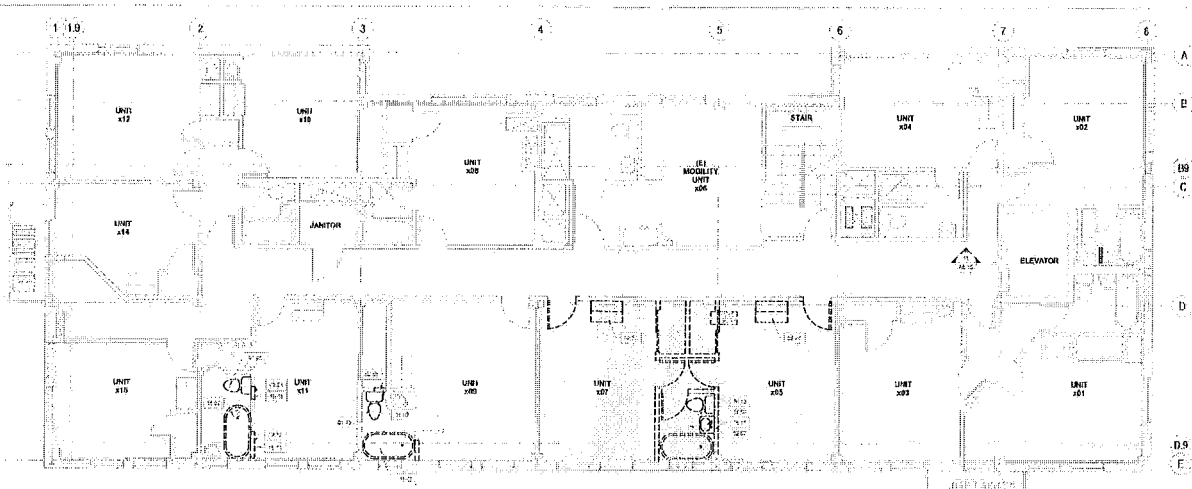 1
1.9
2
3
4
5
6
7
8
A
B
UNIT
x12
UNIT
x10
STAIR
UNIT
x04
UNIT
x02
UNIT
x08
(E)
MOBILITY
UNIT
x06
B9
C
UNIT
x14
JANITOR
ELEVATOR
D
UNIT
x15
UNIT
x11
UNIT
x09
UNIT
x07
UNIT
x05
UNIT
x03
UNIT
x01
D.9
E